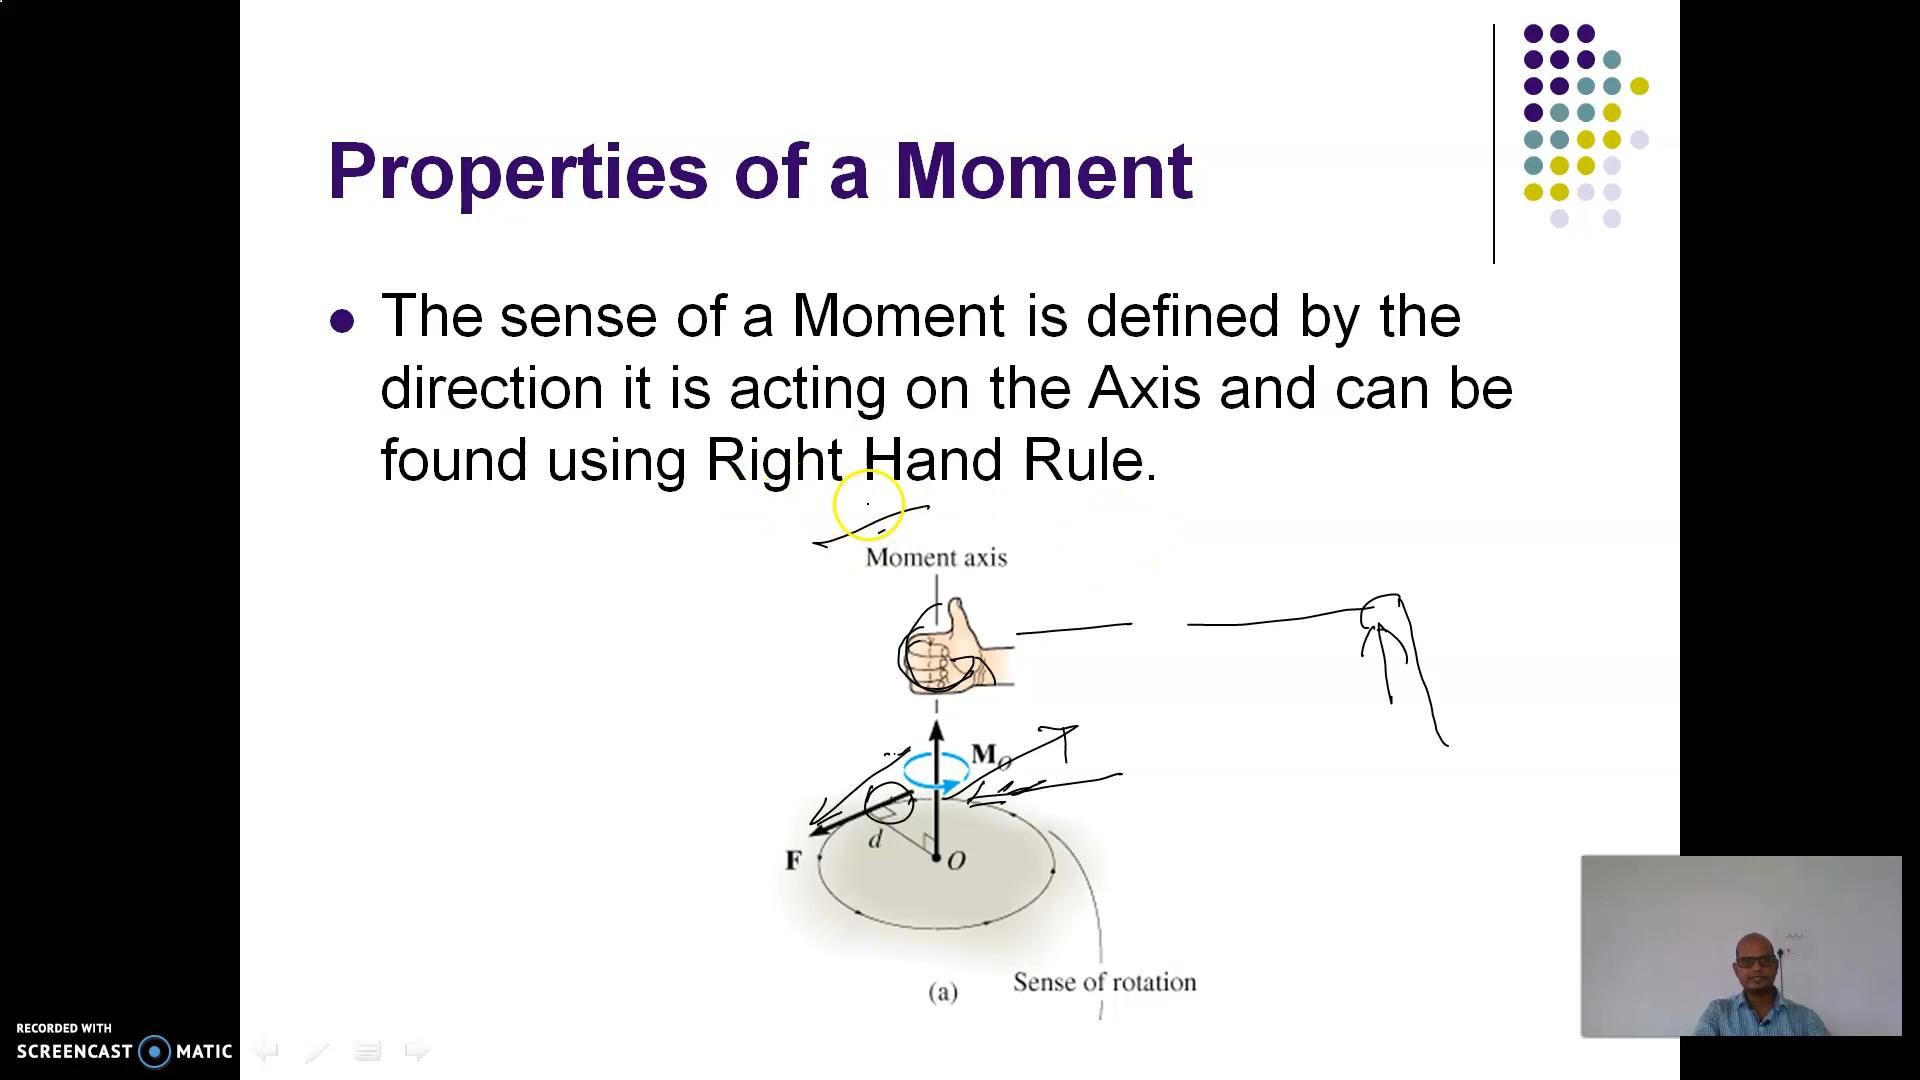 Properties of a Moment
● The sense of a Moment is defined by the
direction it is acting on the Axis and can be
found using Right Hand Rule.
Moment axis
M_O
d
F
O
Sense of rotation
(a)
RECORDED WITH
SCREENCAST MATIC